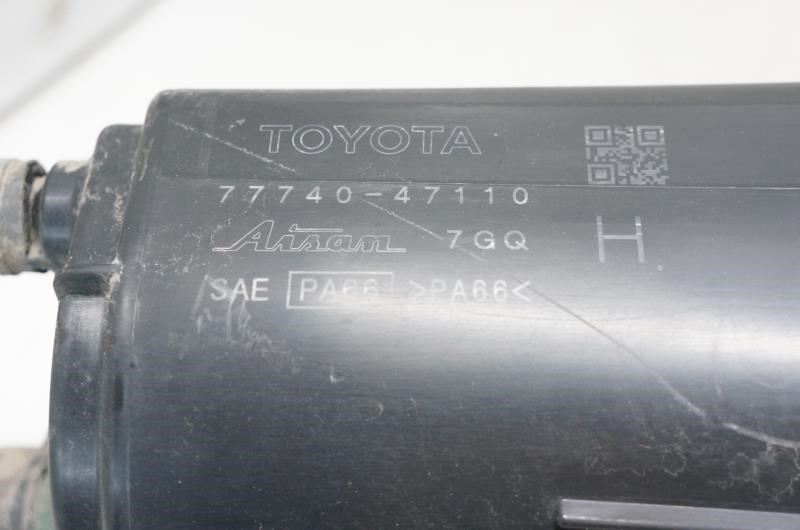 TOYOTA
77740-47110
Aisan 7GQ H
SAE PA66 >PA66<